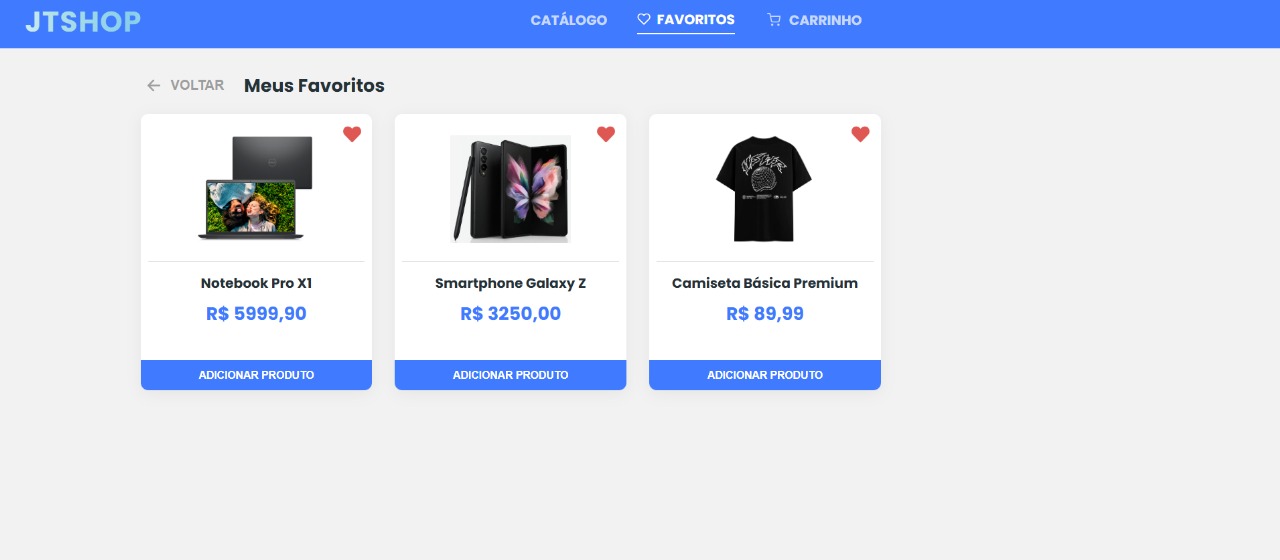 JTSHOP
CATÁLOGO
FAVORITOS
CARRINHO
VOLTAR
Meus Favoritos
Notebook Pro X1
R$ 5999,90
ADICIONAR PRODUTO
Smartphone Galaxy Z
R$ 3250,00
ADICIONAR PRODUTO
Camiseta Básica Premium
R$ 89,99
ADICIONAR PRODUTO